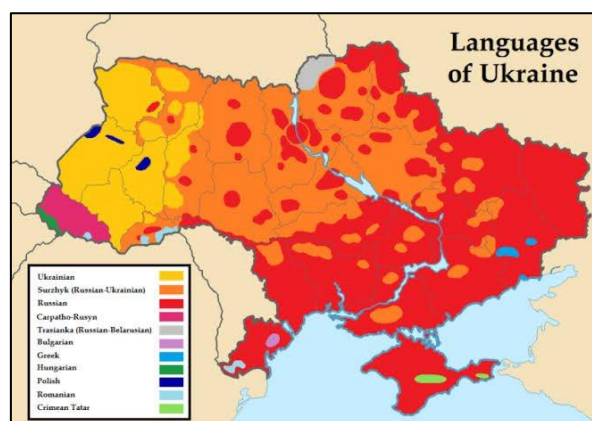 Languages
of Ukraine
Ukrainian
Surzhyk (Russian-Ukrainian)
Russian
Carpatho-Rusyn
Trasianka (Russian-Belarusian)
Bulgarian
Greek
Hungarian
Polish
Romanian
Crimean Tatar